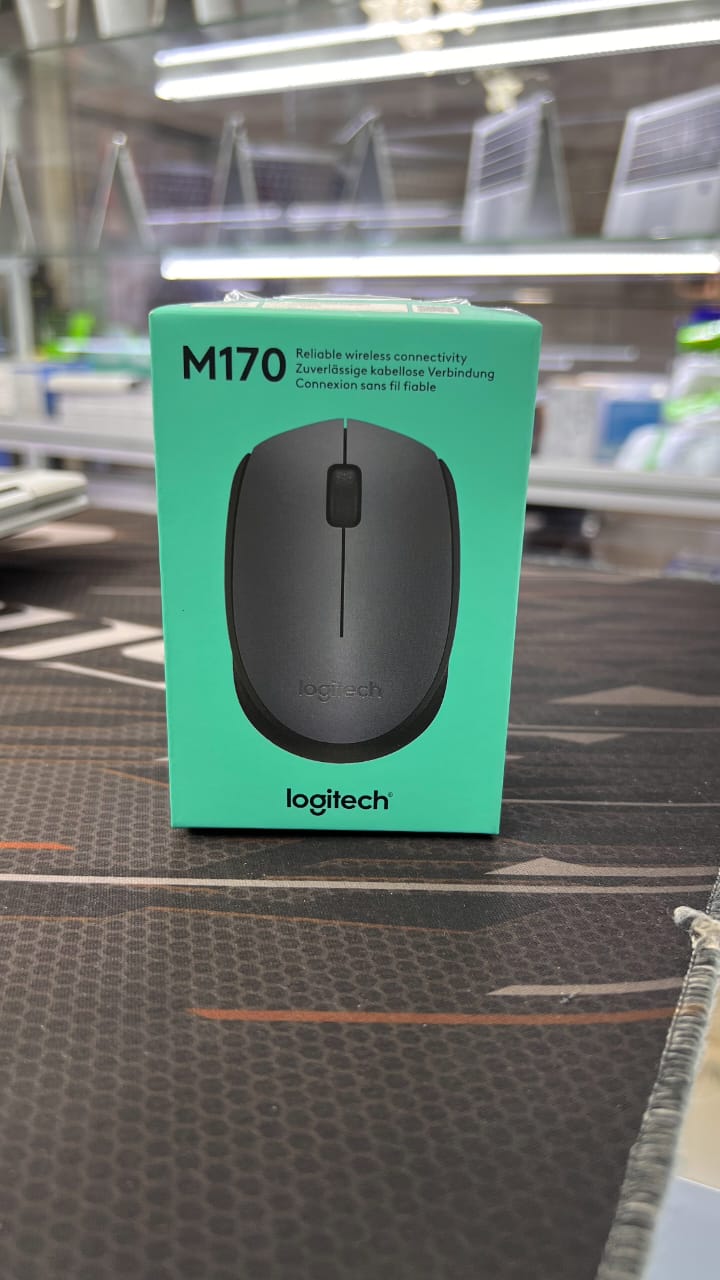 M170
Reliable wireless connectivity
Zuverlässige kabellose Verbindung
Connexion sans fil fiable
logitech
logitech®